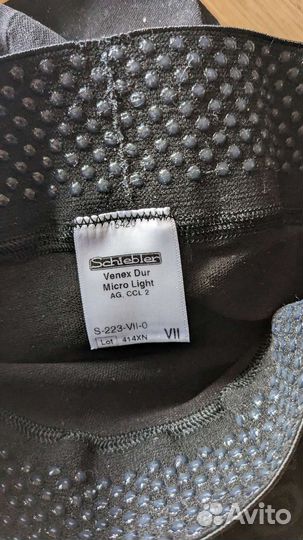 Schiebler
Venex Dur
Micro Light
AG, CCL 2
S-223-VII-0
Lot 414XN VII
Avito